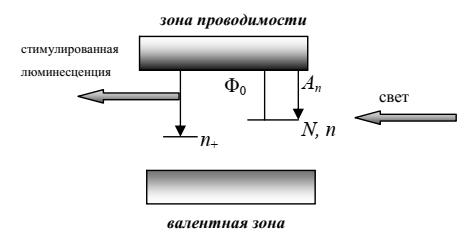 зона проводимости
стимулированная
люминесценция
Φ₀
Aₙ
свет
N, n
n₊
валентная зона